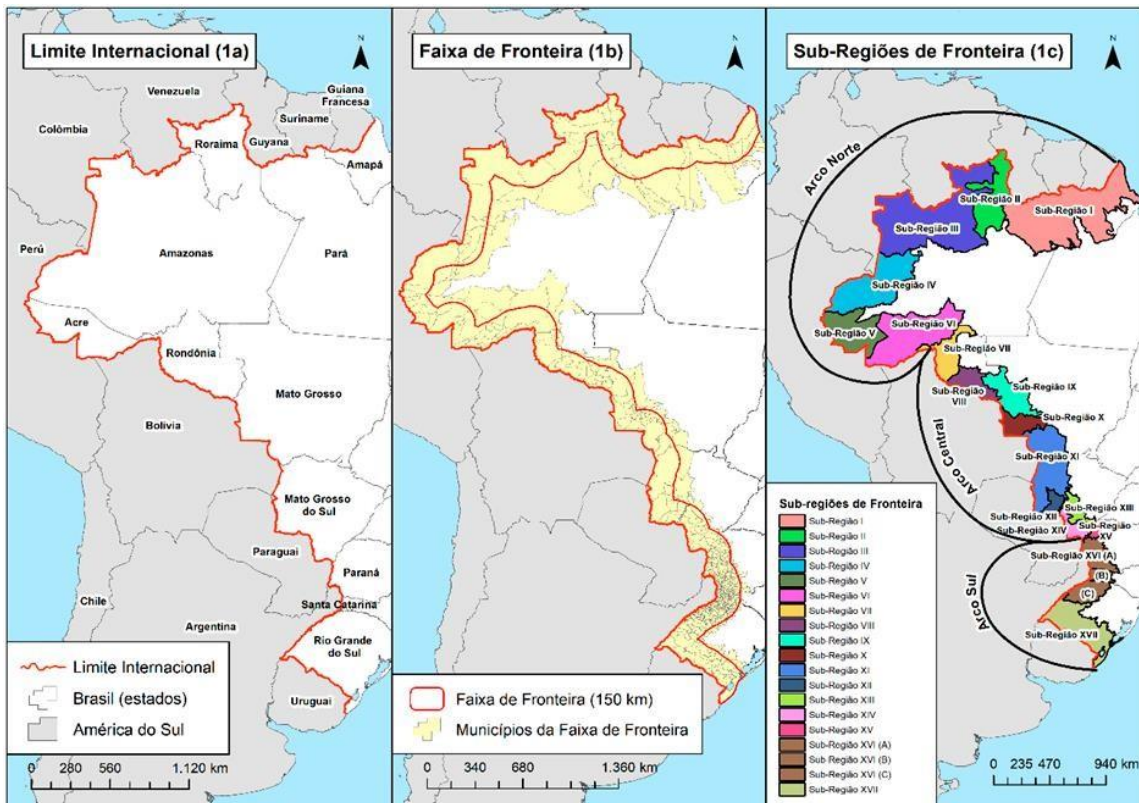 Limite Internacional (1a)
N
Venezuela
Guiana
Francesa
Suriname
Colômbia
Roraima
Guyana
Amapá
Perú
Amazonas
Pará
Acre
Rondônia
Mato Grosso
Bolívia
Mato Grosso
do Sul
Paraguai
Paraná
Chile
Santa Catarina
Argentina
Rio Grande
do Sul
Uruguai
Limite Internacional
Brasil (estados)
América do Sul
0 280 560 1.120 km
Faixa de Fronteira (1b)
N
Faixa de Fronteira (150 km)
Municípios da Faixa de Fronteira
0 340 680 1.360 km
Sub-Regiões de Fronteira (1c)
N
Arco Norte
Sub-Região II
Sub-Região I
Sub-Região III
Sub-Região IV
Sub-Região V
Sub-Região VI
Sub-Região VII
Sub-Região
VIII
Sub-Região IX
Sub-Região X
Arco Central
Sub-Região XI
Sub-Região XII
Sub-Região XIII
Sub-Região XIV
Sub-Região
XV
Sub-Região XVI (A)
(B)
(C)
Arco Sul
Sub-Região XVII
Sub-regiões de Fronteira
Sub-Região I
Sub-Região II
Sub-Região III
Sub-Região IV
Sub-Região V
Sub-Região VI
Sub-Região VII
Sub-Região VIII
Sub-Região IX
Sub-Região X
Sub-Região XI
Sub-Região XII
Sub-Região XIII
Sub-Região XIV
Sub-Região XV
Sub-Região XVI (A)
Sub-Região XVI (B)
Sub-Região XVI (C)
Sub-Região XVII
0 235 470 940 km